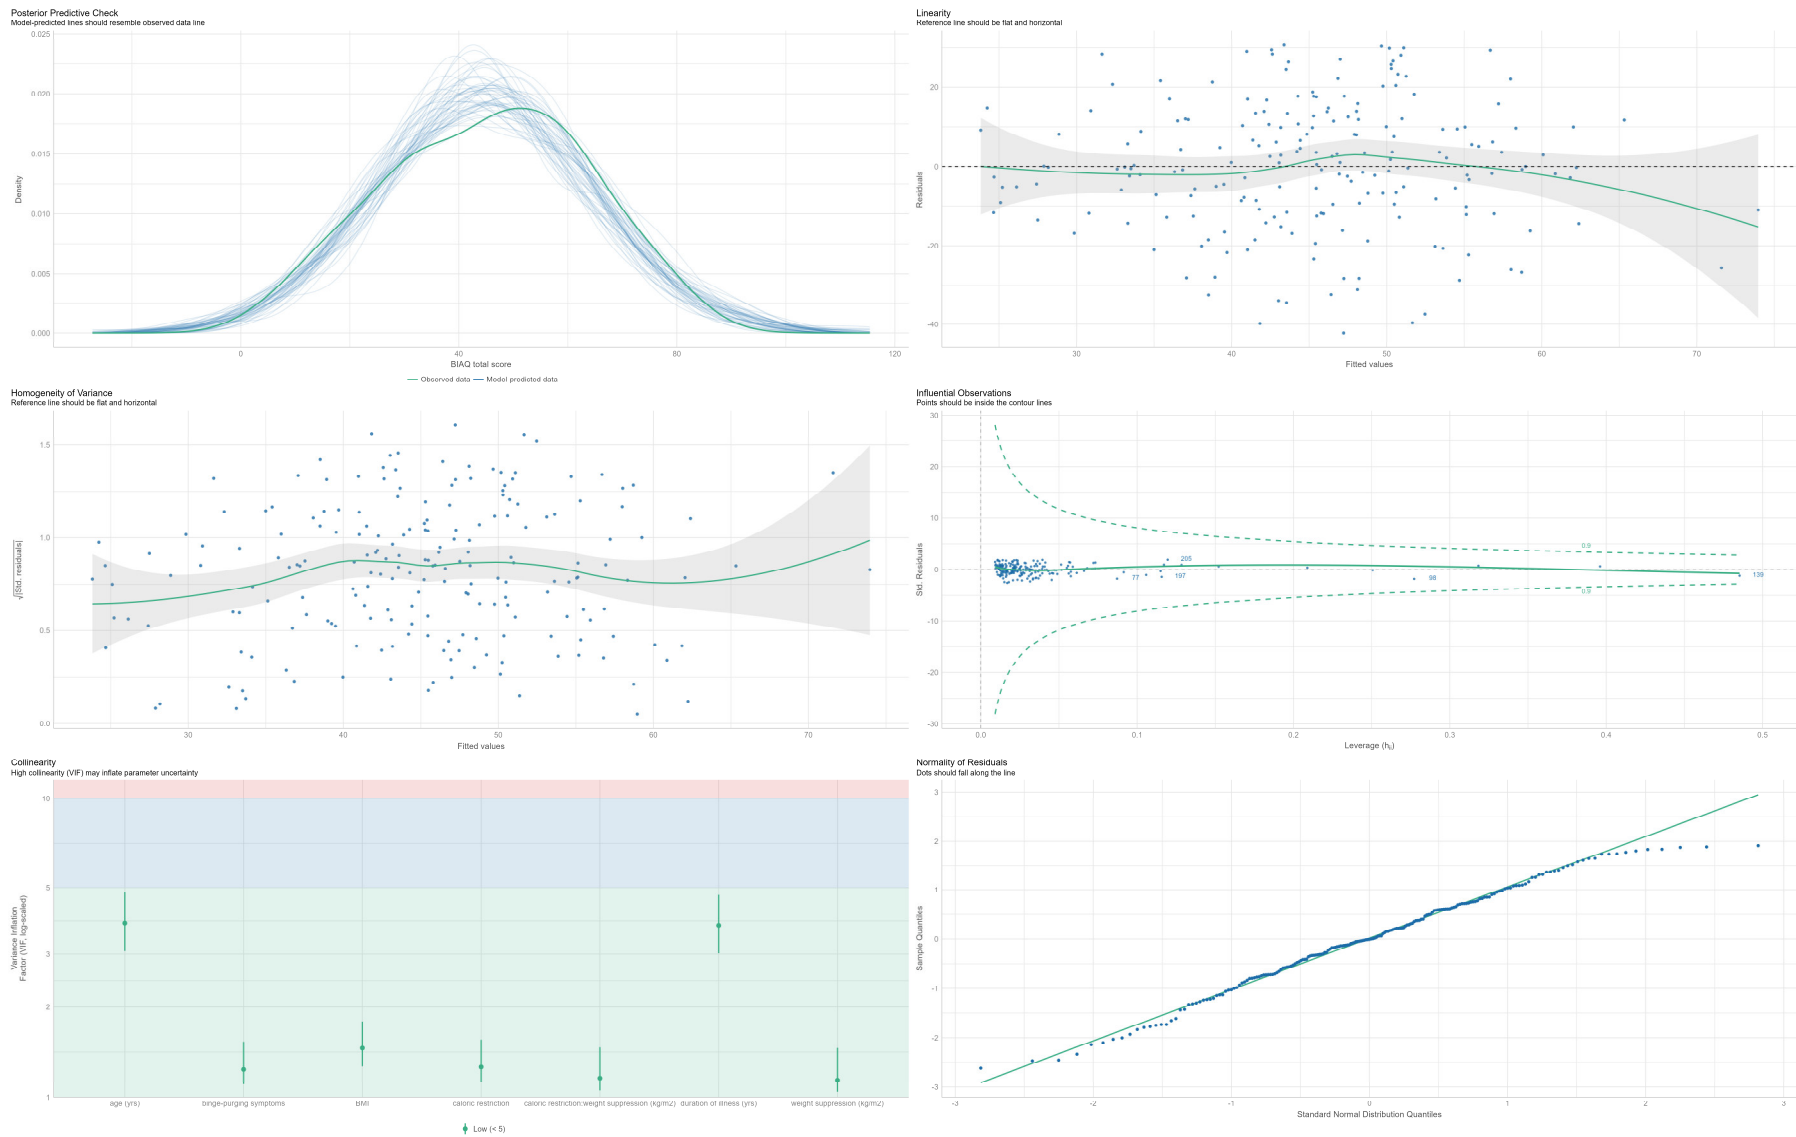 Posterior Predictive Check
Model-predicted lines should resemble observed data line
0.025
0.020
0.015
0.010
0.005
0.000
Density
0
40
80
120
BIAQ total score
Observed data
Model predicted data
Linearity
Reference line should be flat and horizontal
20
0
-20
-40
Residuals
30
40
50
60
70
Fitted values
Homogeneity of Variance
Reference line should be flat and horizontal
1.5
1.0
0.5
0.0
√|Std. residuals|
30
40
50
60
70
Fitted values
Influential Observations
Points should be inside the contour lines
30
20
10
0
-10
-20
-30
Std. Residuals
0.9
205
77
197
98
139
0.9
0.0
0.1
0.2
0.3
0.4
0.5
Leverage (hii)
Collinearity
High collinearity (VIF) may inflate parameter uncertainty
10
5
3
2
1
Variance Inflation
Factor (VIF, log-scaled)
age (yrs)
binge-purging symptoms
BMI
caloric restriction
caloric restriction:weight suppression (kg/m2)
duration of illness (yrs)
weight suppression (kg/m2)
Low (< 5)
Normality of Residuals
Dots should fall along the line
3
2
1
0
-1
-2
-3
Sample Quantiles
-3
-2
-1
0
1
2
3
Standard Normal Distribution Quantiles